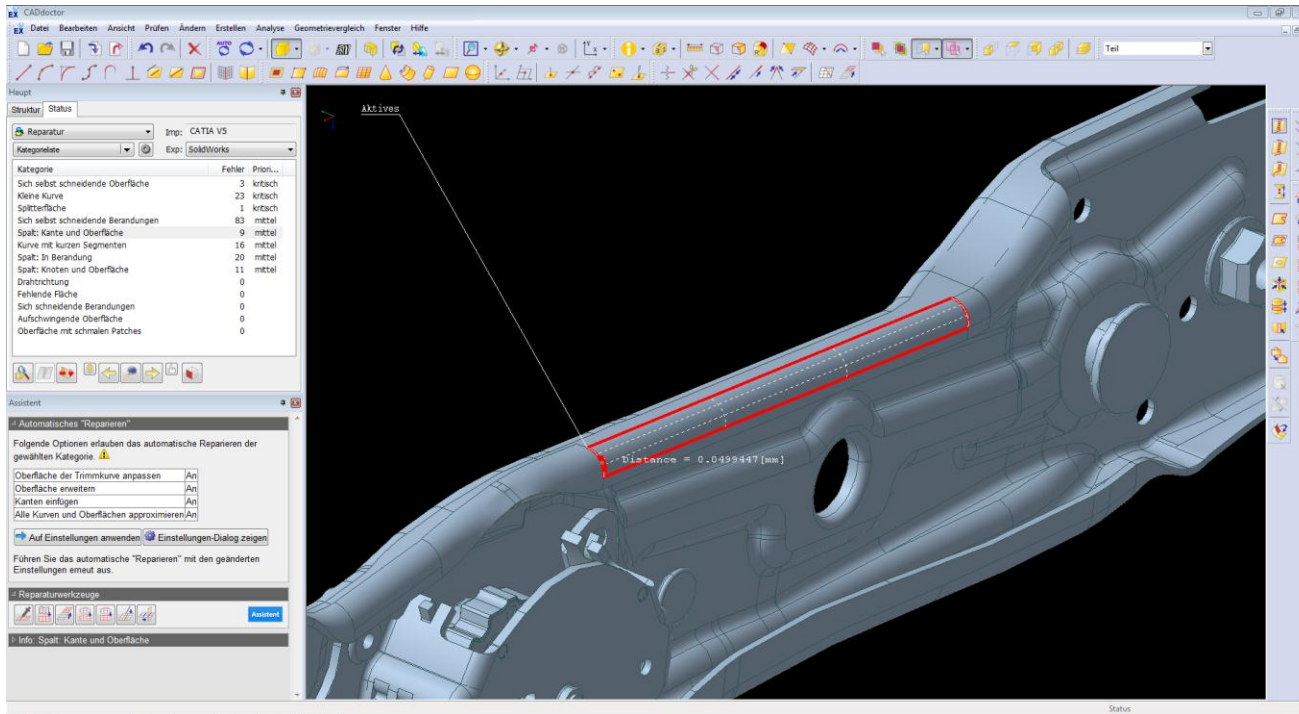 EX CADdoctor
EX Datei Bearbeiten Ansicht Prüfen Ändern Erstellen Analyse Geometrievergleich Fenster Hilfe
AUTO
Teil
Haupt
Struktur Status
Reparatur Imp: CATIA V5
Kategorieliste Exp: SolidWorks
Kategorie Fehler Priori...
Sich selbst schneidende Oberfläche 3 kritisch
Kleine Kurve 23 kritisch
Splitterfläche 1 kritisch
Sich selbst schneidende Berandungen 83 mittel
Spalt: Kante und Oberfläche 9 mittel
Kurve mit kurzen Segmenten 16 mittel
Spalt: In Berandung 20 mittel
Spalt: Knoten und Oberfläche 11 mittel
Drahtrichtung 0
Fehlende Fläche 0
Sich schneidende Berandungen 0
Aufschwingende Oberfläche 0
Oberfläche mit schmalen Patches 0
Assistent
Automatisches "Reparieren"
Folgende Optionen erlauben das automatische Reparieren der
gewählten Kategorie.
Oberfläche der Trimmkurve anpassen An
Oberfläche erweitern An
Kanten einfügen An
Alle Kurven und Oberflächen approximieren An
Auf Einstellungen anwenden Einstellungen-Dialog zeigen
Führen Sie das automatische "Reparieren" mit den geänderten
Einstellungen erneut aus.
Reparaturwerkzeuge
Assistent
Info: Spalt: Kante und Oberfläche
Aktives
Distance = 0.0499447[mm]
Status